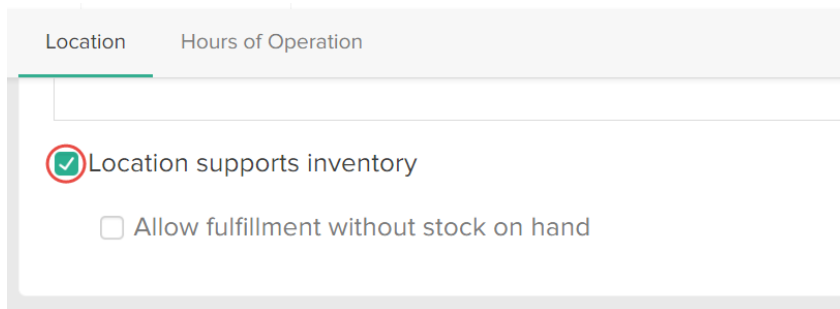 Location Hours of Operation
Location supports inventory
Allow fulfillment without stock on hand